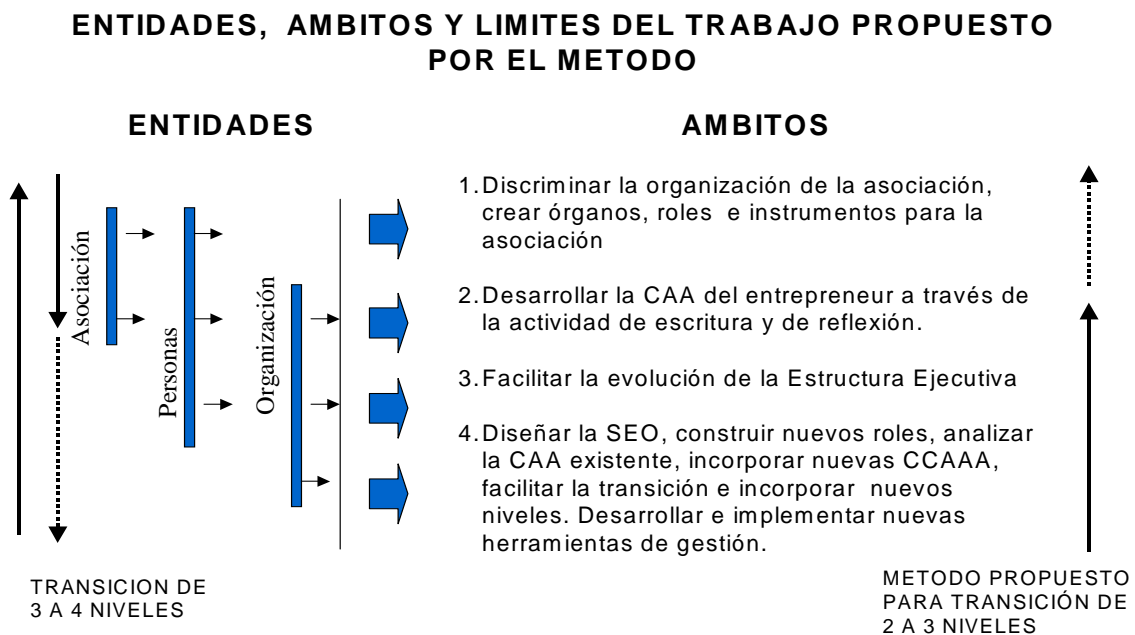 ENTIDADES, AMBITOS Y LIMITES DEL TRABAJO PROPUESTO
POR EL METODO
ENTIDADES
AMBITOS
Asociación
Personas
Organización
1.Discriminar la organización de la asociación,
crear órganos, roles e instrumentos para la
asociación
2.Desarrollar la CAA del entrepreneur a través de
la actividad de escritura y de reflexión.
3.Facilitar la evolución de la Estructura Ejecutiva
4.Diseñar la SEO, construir nuevos roles, analizar
la CAA existente, incorporar nuevas CCAAA,
facilitar la transición e incorporar nuevos
niveles. Desarrollar e implementar nuevas
herramientas de gestión.
TRANSICION DE
3 A 4 NIVELES
METODO PROPUESTO
PARA TRANSICIÓN DE
2 A 3 NIVELES